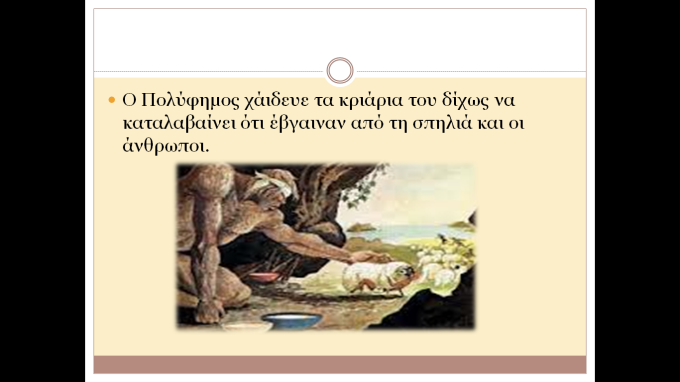 Ο Πολύφημος χάιδευε τα κριάρια του δίχως να
καταλαβαίνει ότι έβγαιναν από τη σπηλιά και οι
άνθρωποι.